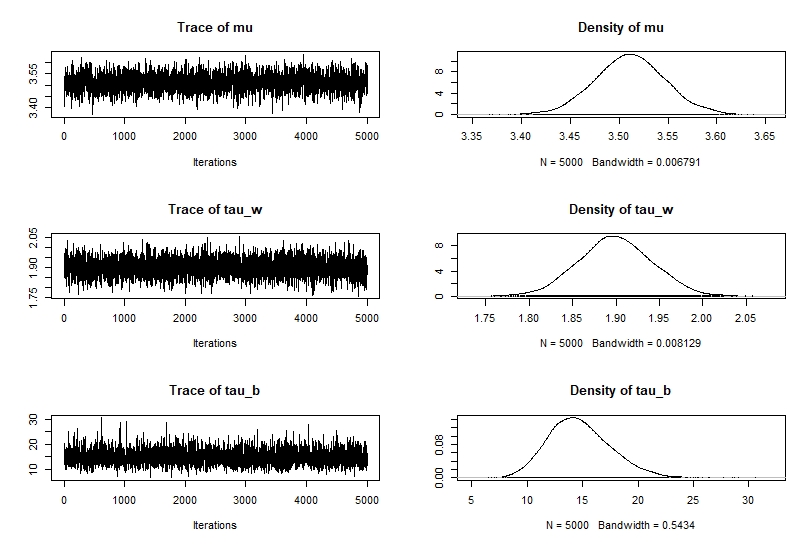 Trace of mu
3.40 3.55
0 1000 2000 3000 4000 5000
Iterations
Density of mu
0 4 8
3.35 3.40 3.45 3.50 3.55 3.60 3.65
N = 5000 Bandwidth = 0.006791
Trace of tau_w
1.75 1.90 2.05
0 1000 2000 3000 4000 5000
Iterations
Density of tau_w
0 4 8
1.75 1.80 1.85 1.90 1.95 2.00 2.05
N = 5000 Bandwidth = 0.008129
Trace of tau_b
10 20 30
0 1000 2000 3000 4000 5000
Iterations
Density of tau_b
0.00 0.08
5 10 15 20 25 30
N = 5000 Bandwidth = 0.5434